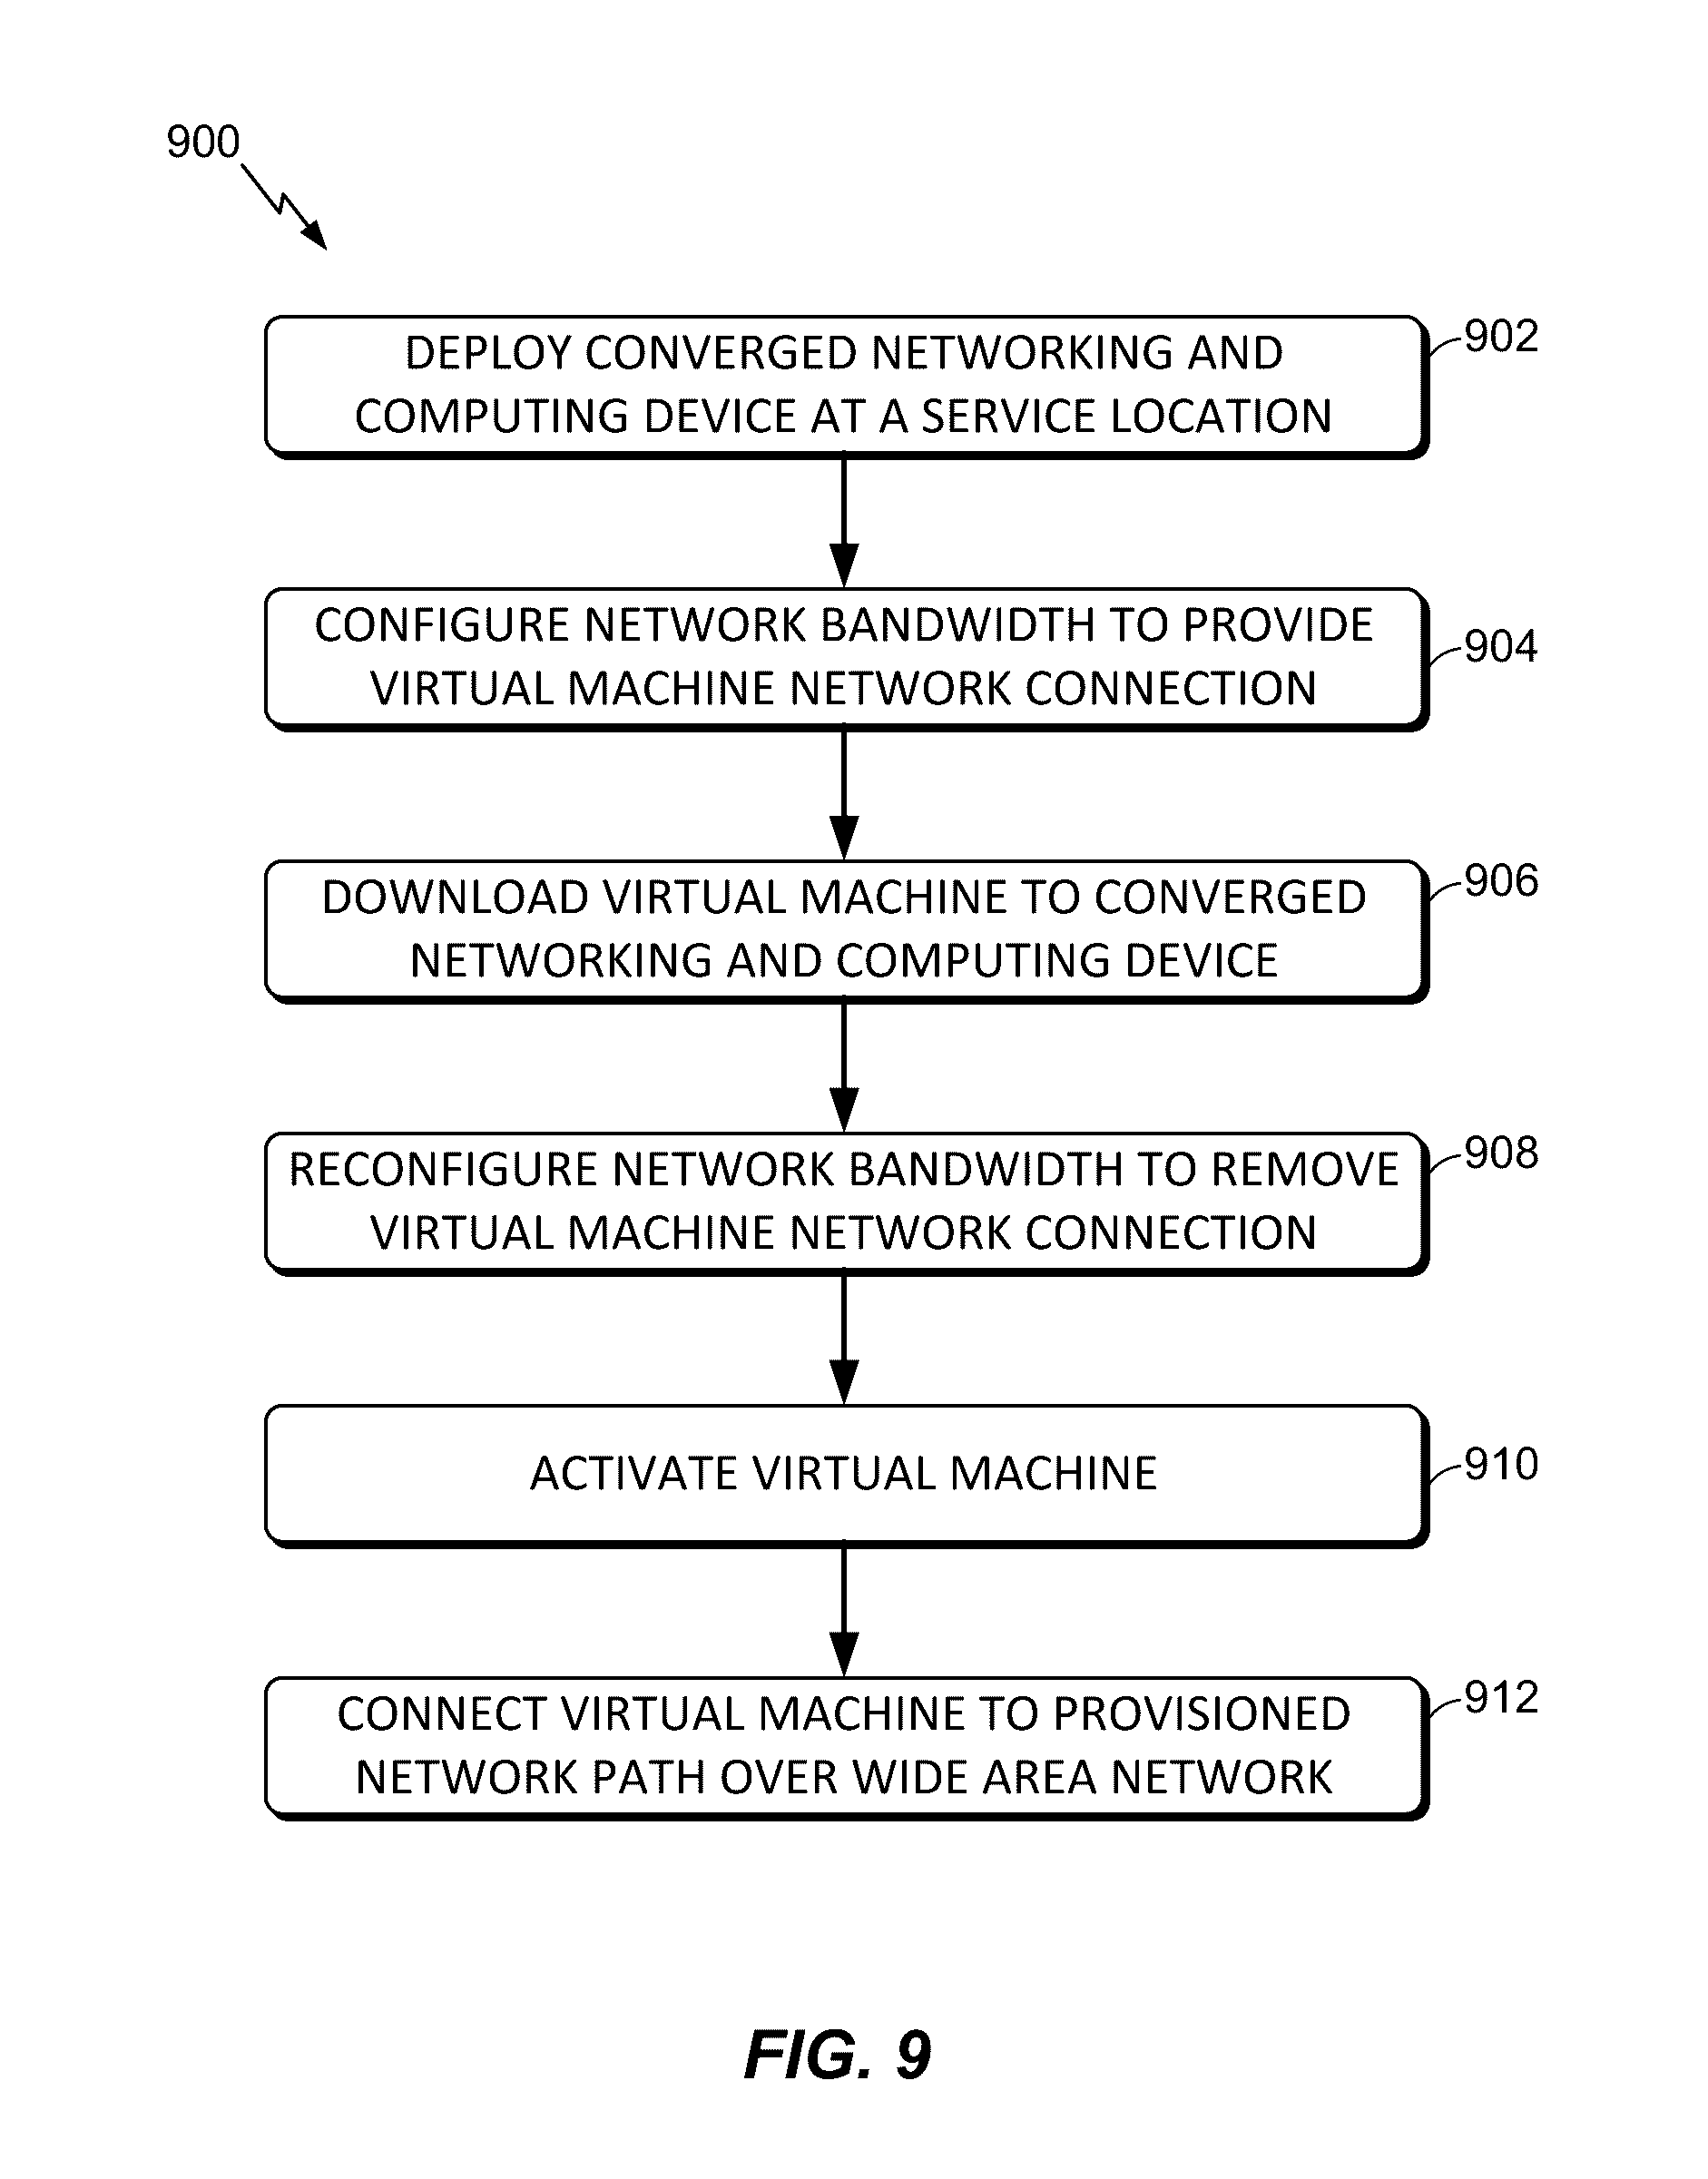 900
DEPLOY CONVERGED NETWORKING AND
COMPUTING DEVICE AT A SERVICE LOCATION
902
CONFIGURE NETWORK BANDWIDTH TO PROVIDE
VIRTUAL MACHINE NETWORK CONNECTION
904
DOWNLOAD VIRTUAL MACHINE TO CONVERGED
NETWORKING AND COMPUTING DEVICE
906
RECONFIGURE NETWORK BANDWIDTH TO REMOVE
VIRTUAL MACHINE NETWORK CONNECTION
908
ACTIVATE VIRTUAL MACHINE
910
CONNECT VIRTUAL MACHINE TO PROVISIONED
NETWORK PATH OVER WIDE AREA NETWORK
912
FIG. 9